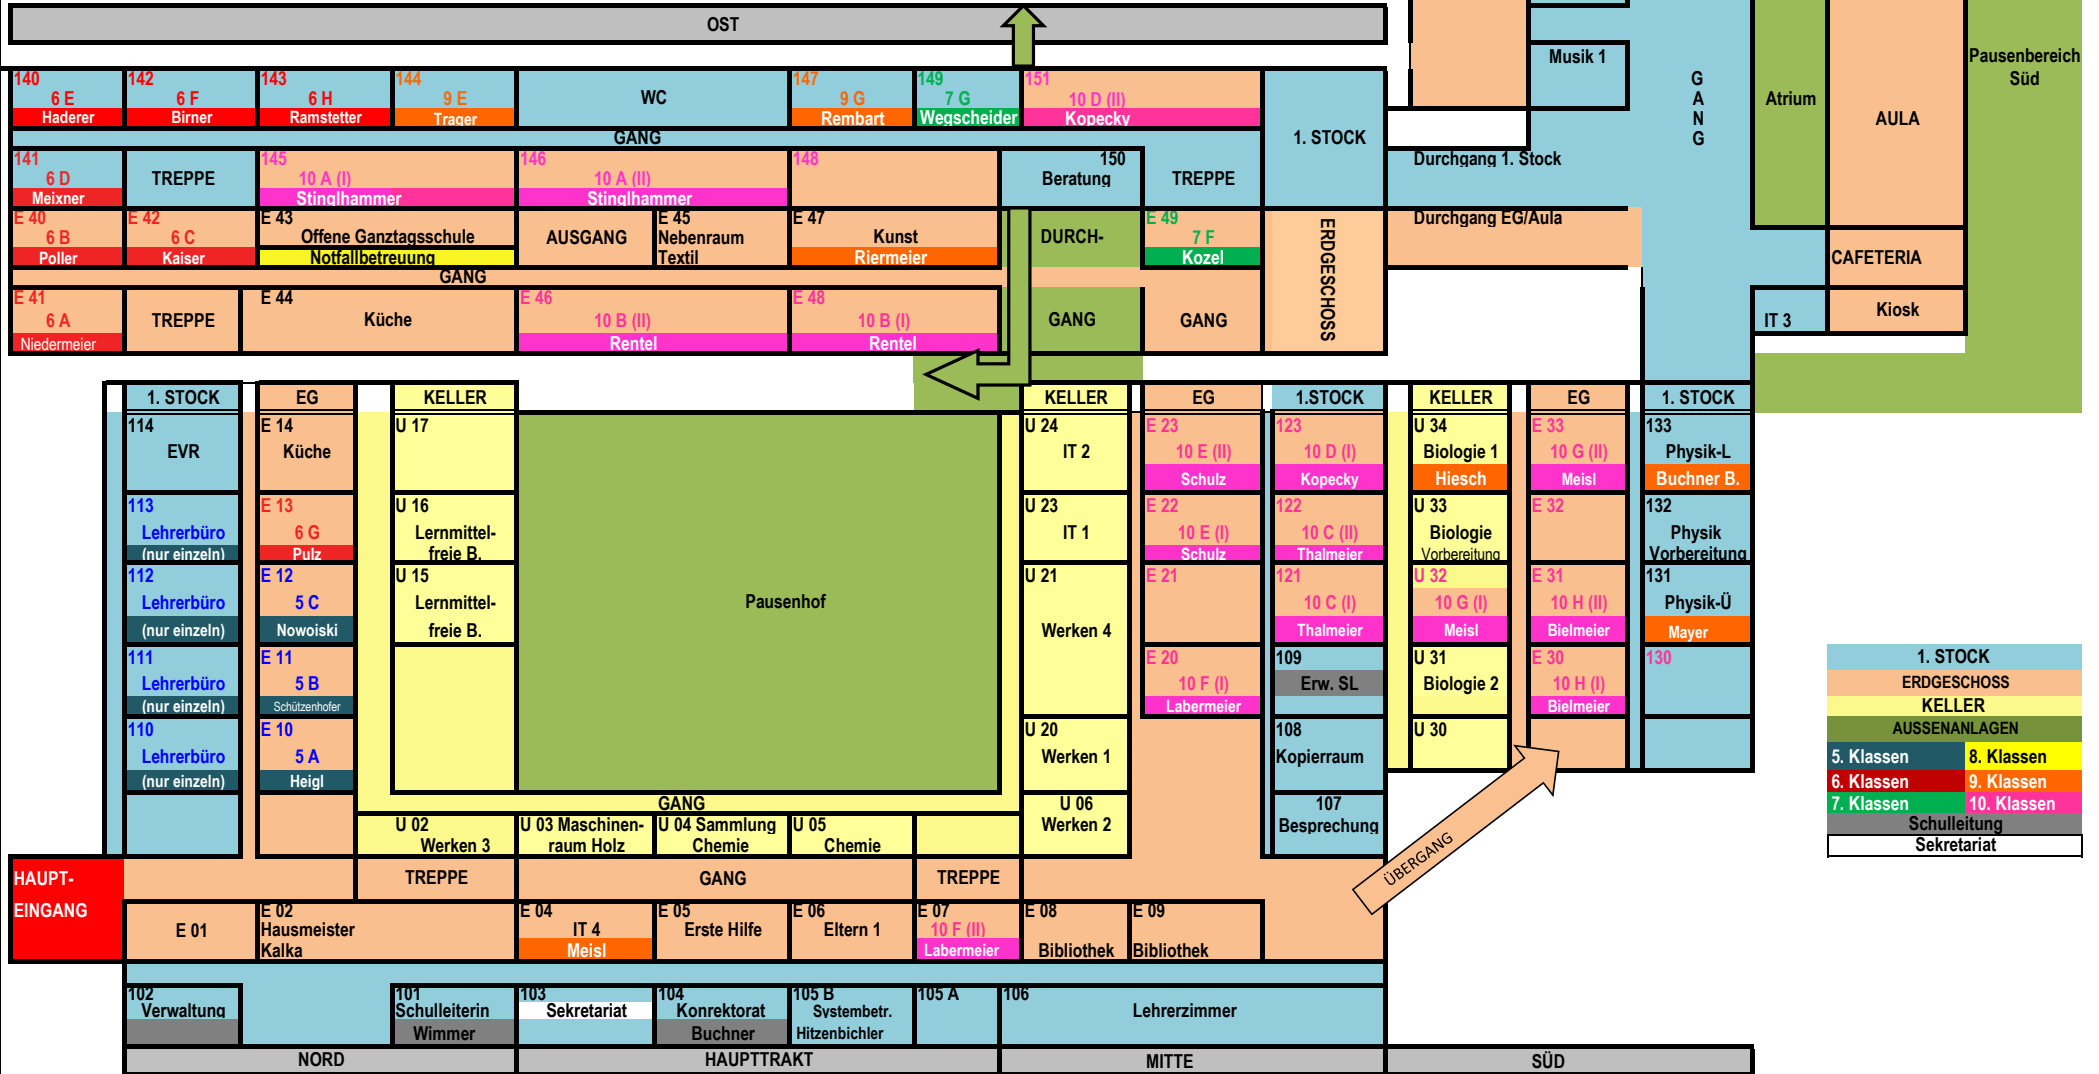 OST
Musik 1
Pausenbereich
Süd
G
A
N
G
Atrium
AULA
140
6 E
Haderer
142
6 F
Birner
143
6 H
Ramstetter
144
9 E
Trager
WC
147
9 G
Rembart
149
7 G
Wegscheider
151
10 D (II)
Kopecky
1. STOCK
GANG
141
6 D
Meixner
TREPPE
145
10 A (I)
Stinglhammer
146
10 A (II)
Stinglhammer
148
150
Beratung
TREPPE
Durchgang 1. Stock
E 40
6 B
Poller
E 42
6 C
Kaiser
E 43
Offene Ganztagsschule
Notfallbetreuung
AUSGANG
E 45
Nebenraum
Textil
E 47
Kunst
Riermeier
DURCH-
E 49
7 F
Kozel
ERDGESCHOSS
Durchgang EG/Aula
CAFETERIA
GANG
E 41
6 A
Niedermeier
TREPPE
E 44
Küche
E 46
10 B (II)
Rentel
E 48
10 B (I)
Rentel
GANG
GANG
IT 3
Kiosk
1. STOCK
EG
KELLER
KELLER
EG
1.STOCK
KELLER
EG
1. STOCK
114
EVR
E 14
Küche
U 17
U 24
IT 2
E 23
10 E (II)
Schulz
123
10 D (I)
Kopecky
U 34
Biologie 1
Hiesch
E 33
10 G (II)
Meisl
133
Physik-L
Buchner B.
113
Lehrerbüro
(nur einzeln)
E 13
6 G
Pulz
U 16
Lernmittel-
freie B.
U 23
IT 1
E 22
10 E (I)
Schulz
122
10 C (II)
Thalmeier
U 33
Biologie
Vorbereitung
E 32
132
Physik
Vorbereitung
112
Lehrerbüro
(nur einzeln)
E 12
5 C
Nowoiski
U 15
Lernmittel-
freie B.
Pausenhof
U 21
Werken 4
E 21
121
10 C (I)
Thalmeier
U 32
10 G (I)
Meisl
E 31
10 H (II)
Bielmeier
131
Physik-Ü
Mayer
111
Lehrerbüro
(nur einzeln)
E 11
5 B
Schützenhofer
E 20
10 F (I)
Labermeier
109
Erw. SL
U 31
Biologie 2
E 30
10 H (I)
Bielmeier
130
110
Lehrerbüro
(nur einzeln)
E 10
5 A
Heigl
U 20
Werken 1
108
Kopierraum
U 30
1. STOCK
ERDGESCHOSS
KELLER
AUSSENANLAGEN
5. Klassen
8. Klassen
6. Klassen
9. Klassen
7. Klassen
10. Klassen
Schulleitung
Sekretariat
GANG
U 02
Werken 3
U 03 Maschinen-
raum Holz
U 04 Sammlung
Chemie
U 05
Chemie
U 06
Werken 2
107
Besprechung
ÜBERGANG
HAUPT-
EINGANG
TREPPE
GANG
TREPPE
E 01
E 02
Hausmeister
Kalka
E 04
IT 4
Meisl
E 05
Erste Hilfe
E 06
Eltern 1
E 07
10 F (II)
Labermeier
E 08
Bibliothek
E 09
Bibliothek
102
Verwaltung
101
Schulleiterin
Wimmer
103
Sekretariat
104
Konrektorat
Buchner
105 B
Systembetr.
Hitzenbichler
105 A
106
Lehrerzimmer
NORD
HAUPTTRAKT
MITTE
SÜD